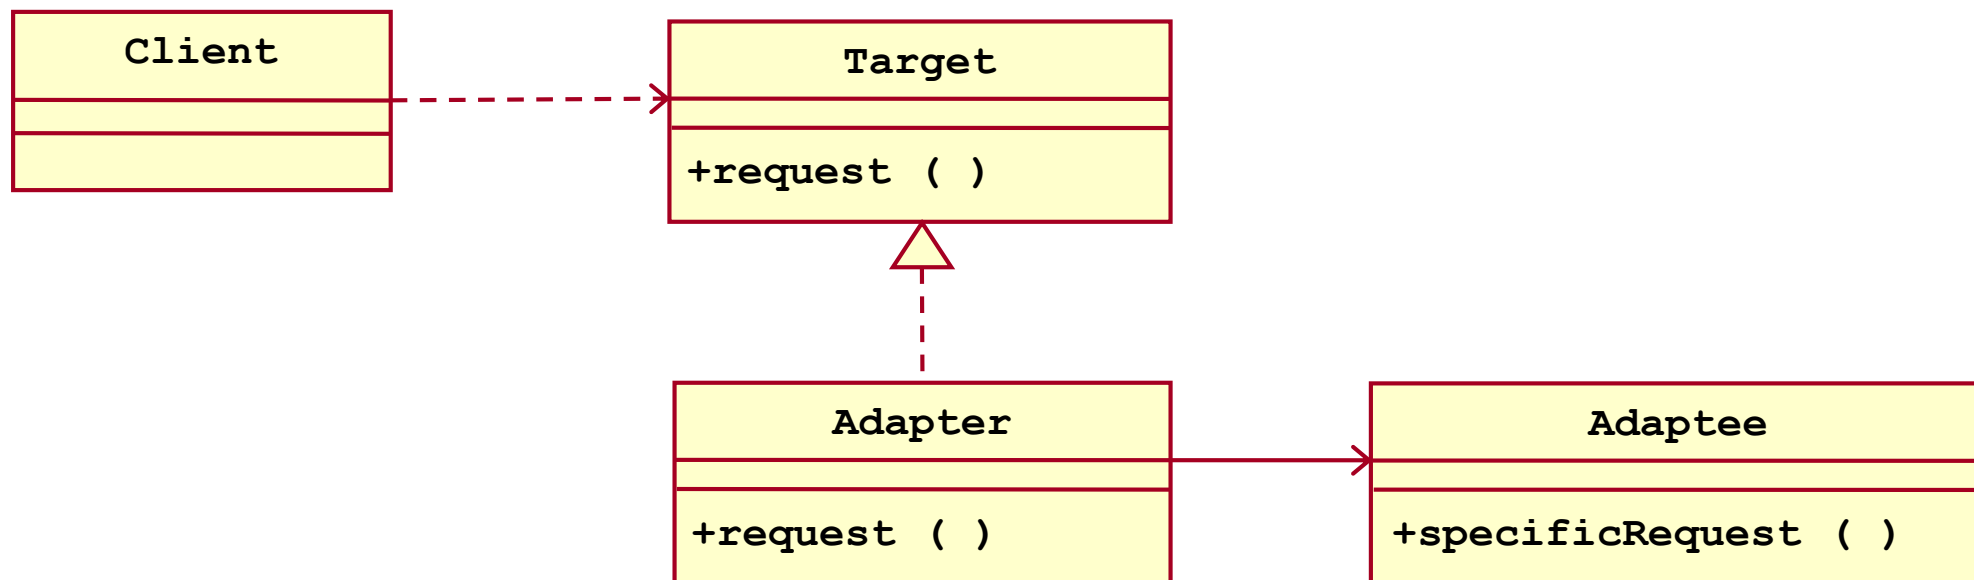 Client
Target
+request ( )
Adapter
Adaptee
+request ( )
+specificRequest ( )